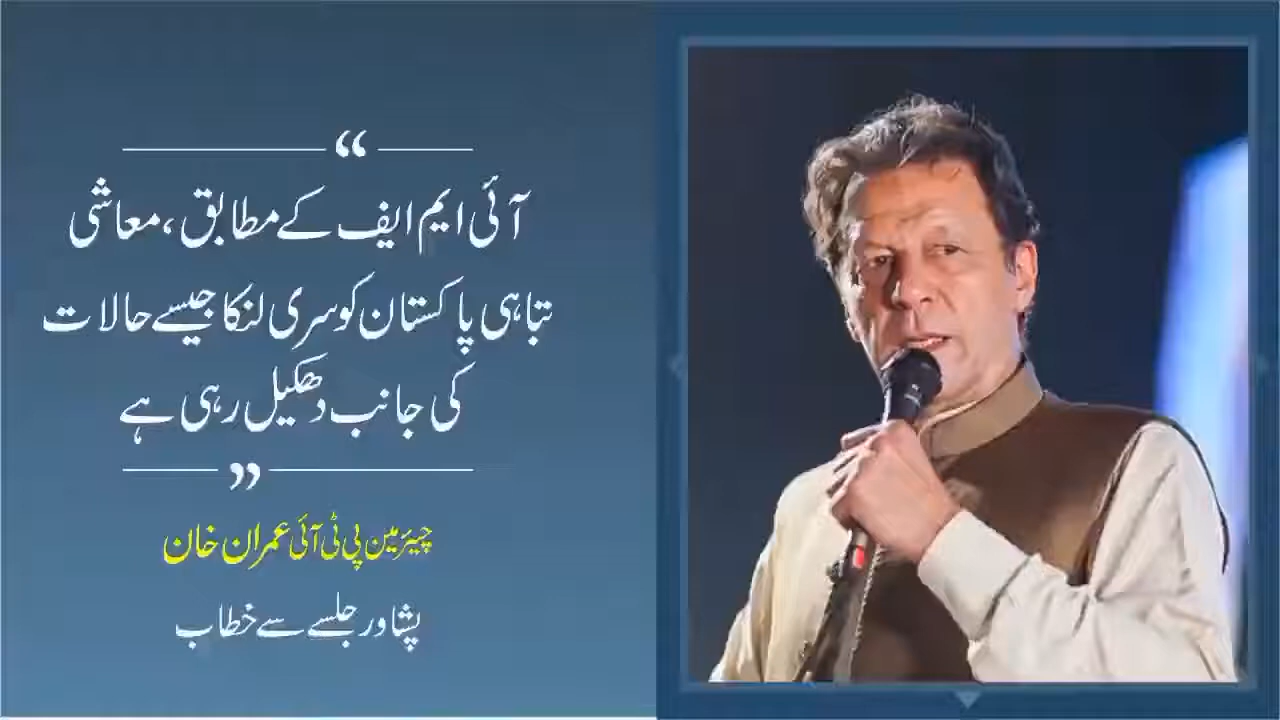 “
آئی ایم ایف کے مطابق، معاشی
تباہی پاکستان کو سری لنکا جیسے حالات
کی جانب دھکیل رہی ہے
”
چیئرمین پی ٹی آئی عمران خان
پشاور جلسے سے خطاب